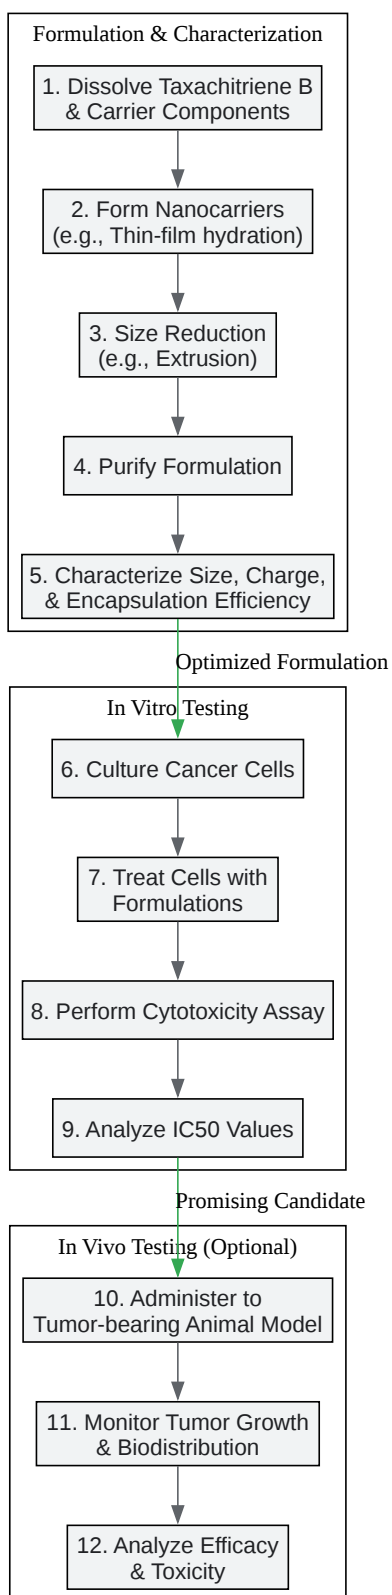 Formulation & Characterization
1. Dissolve Taxachitriene B
& Carrier Components
2. Form Nanocarriers
(e.g., Thin-film hydration)
3. Size Reduction
(e.g., Extrusion)
4. Purify Formulation
5. Characterize Size, Charge,
& Encapsulation Efficiency
Optimized Formulation
In Vitro Testing
6. Culture Cancer Cells
7. Treat Cells with
Formulations
8. Perform Cytotoxicity Assay
9. Analyze IC50 Values
Promising Candidate
In Vivo Testing (Optional)
10. Administer to
Tumor-bearing Animal Model
11. Monitor Tumor Growth
& Biodistribution
12. Analyze Efficacy
& Toxicity